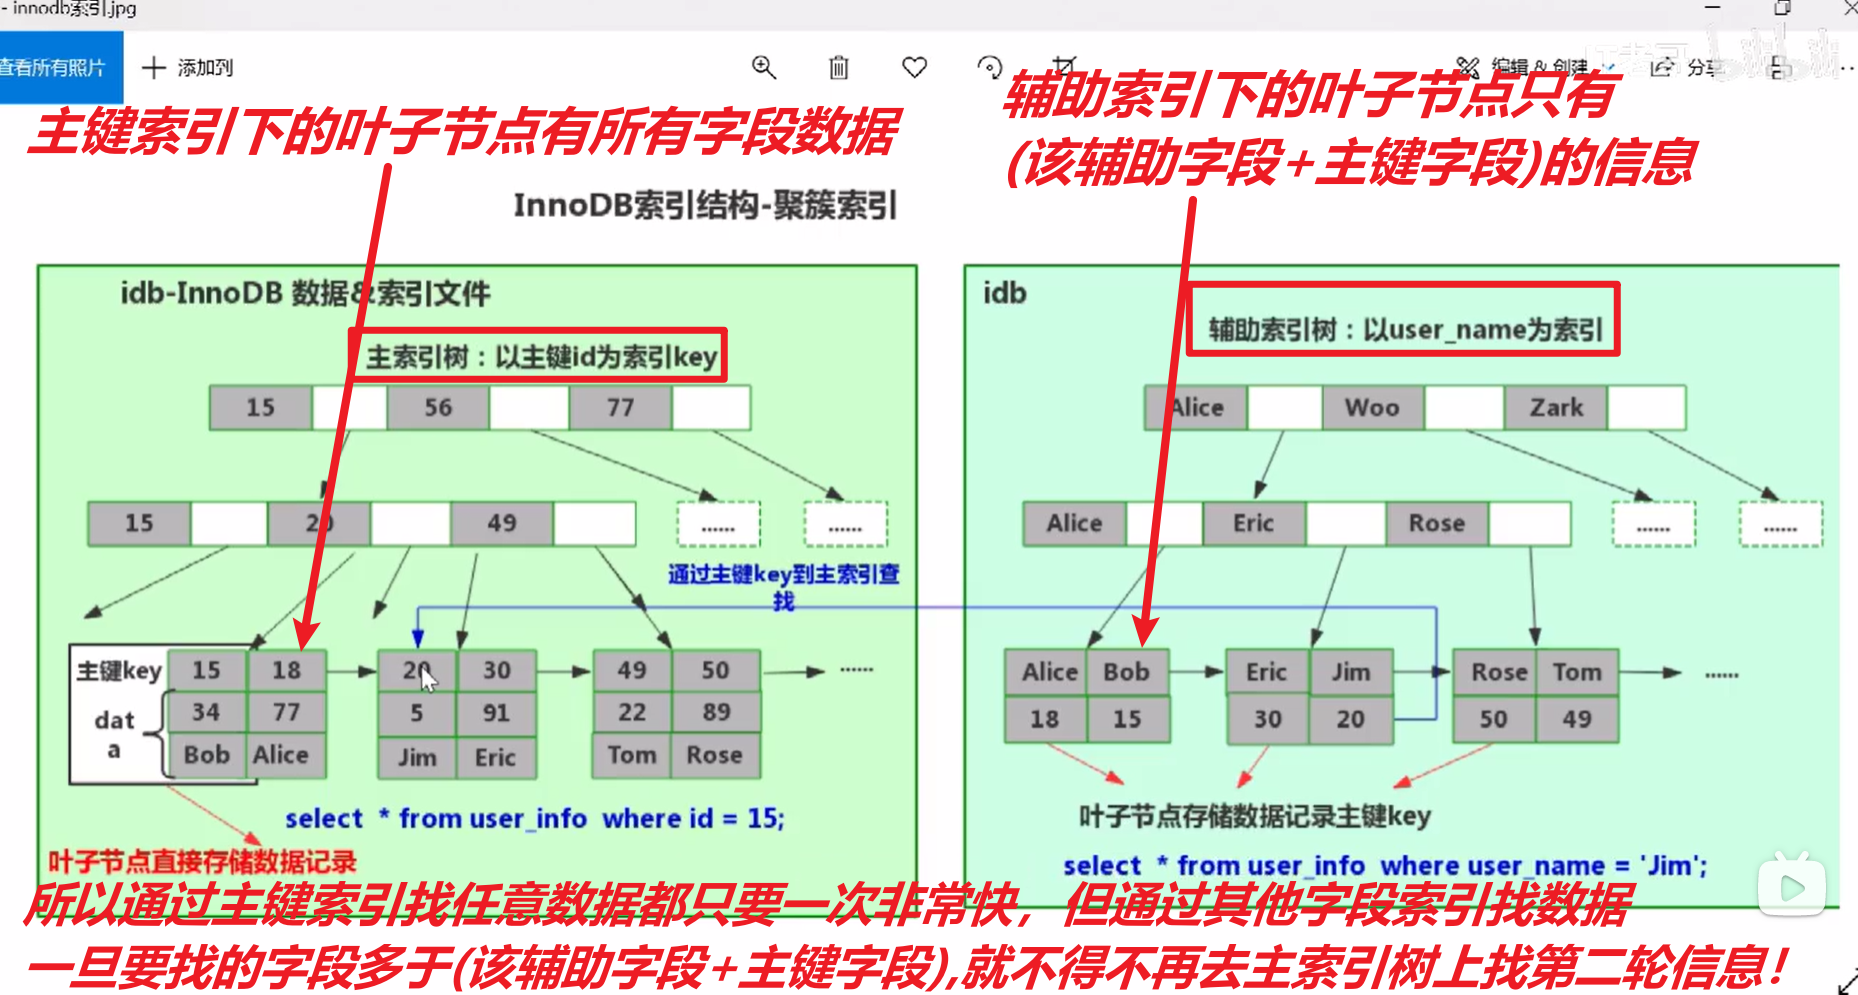 - innodb索引.jpg
查看所有照片
添加到
编辑 & 创建
分享
主键索引下的叶子节点有所有字段数据
辅助索引下的叶子节点只有
(该辅助字段+主键字段)的信息
InnoDB索引结构-聚簇索引
idb-InnoDB 数据&索引文件
主索引树：以主键id为索引key
15 56 77
15 20 49 ...... ......
通过主键key到主索引查
找
主键key 15 18 20 30 49 50 ......
dat
a
34 77 5 91 22 89
Bob Alice Jim Eric Tom Rose
select * from user_info where id = 15;
叶子节点直接存储数据记录
idb
辅助索引树：以user_name为索引
Alice Woo Zark
Alice Eric Rose ...... ......
Alice Bob Eric Jim Rose Tom ......
18 15 30 20 50 49
叶子节点存储数据记录主键key
select * from user_info where user_name = 'Jim';
所以通过主键索引找任意数据都只要一次非常快，但通过其他字段索引找数据
一旦要找的字段多于(该辅助字段+主键字段),就不得不再去主索引树上找第二轮信息！